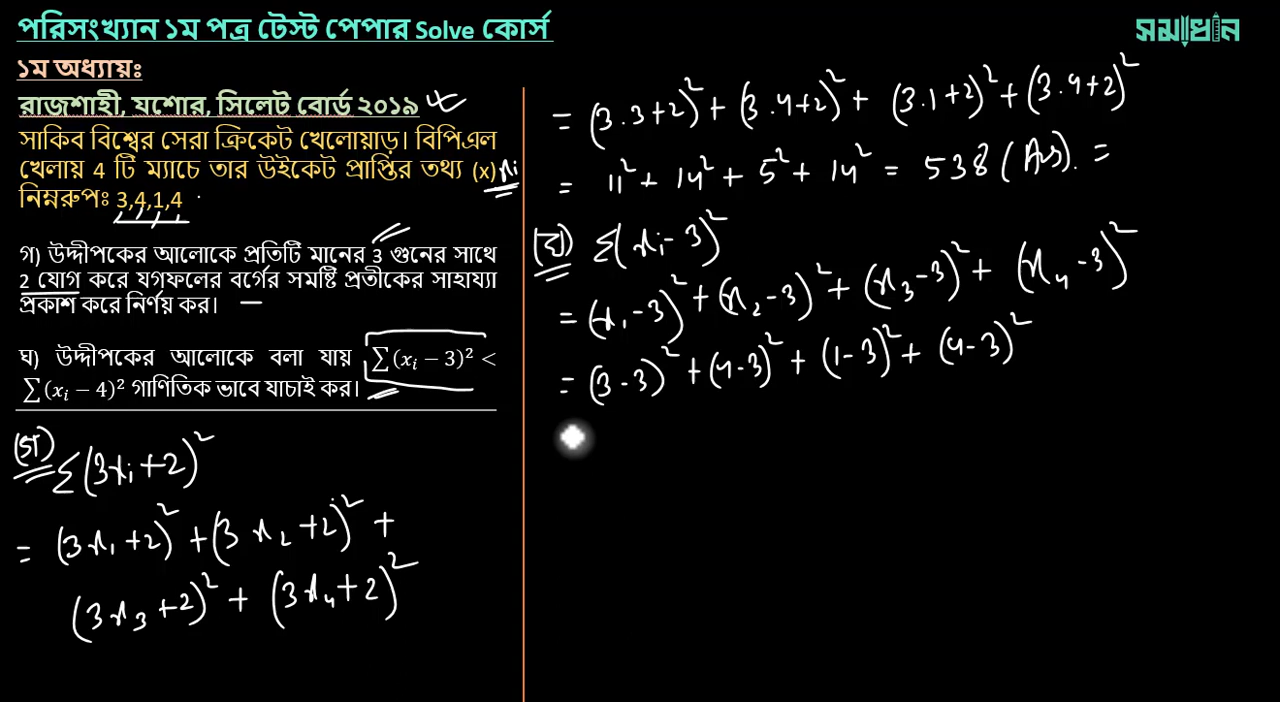 পরিসংখ্যান ১ম পত্র টেস্ট পেপার Solve কোর্স
সমাধান
১ম অধ্যায়ঃ
রাজশাহী, যশোর, সিলেট বোর্ড ২০১৯
সাকিব বিশ্বের সেরা ক্রিকেট খেলোয়াড়। বিপিএল
খেলায় 4 টি ম্যাচে তার উইকেট প্রাপ্তির তথ্য (x) xi
নিম্নরুপঃ 3,4,1,4
গ) উদ্দীপকের আলোকে প্রতিটি মানের 3 গুনের সাথে
2 যোগ করে যগফলের বর্গের সমষ্টি প্রতীকের সাহায্যা
প্রকাশ করে নির্ণয় কর।
ঘ) উদ্দীপকের আলোকে বলা যায় ∑(xᵢ − 3)² <
∑(xᵢ − 4)² গাণিতিক ভাবে যাচাই কর।
(গ) Σ(3xᵢ+2)²
= (3x₁+2)² + (3x₂+2)² +
(3x₃+2)² + (3x₄+2)²
= (3.3+2)² + (3.4+2)² + (3.1+2)² + (3.4+2)²
= 11² + 14² + 5² + 14² = 538 (Ans). =
(ঘ) Σ(xᵢ-3)²
= (x₁-3)² + (x₂-3)² + (x₃-3)² + (x₄-3)²
= (3-3)² + (4-3)² + (1-3)² + (4-3)²